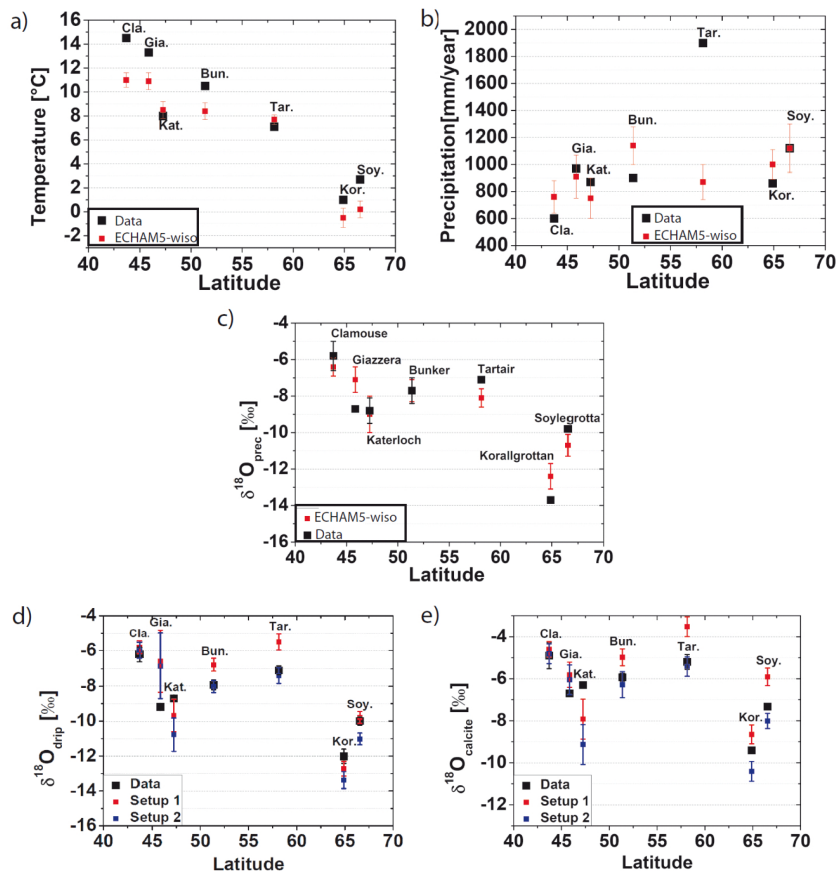 a)
Temperature [°C]
16
14
12
10
8
6
4
2
0
-2
Cla.
Gia.
Kat.
Bun.
Tar.
Kor.
Soy.
Data
ECHAM5-wiso
40 45 50 55 60 65 70
Latitude
b)
Precipitation[mm/year]
2000
1800
1600
1400
1200
1000
800
600
400
Cla.
Gia.
Kat.
Bun.
Tar.
Kor.
Soy.
Data
ECHAM5-wiso
40 45 50 55 60 65 70
Latitude
c)
δ18Oprec [‰]
-4
-6
-8
-10
-12
-14
-16
Clamouse
Giazzera
Katerloch
Bunker
Tartair
Soylegrotta
Korallgrottan
ECHAM5-wiso
Data
40 45 50 55 60 65 70
Latitude
d)
δ18Odrip [‰]
-4
-6
-8
-10
-12
-14
-16
Cla.
Gia.
Kat.
Bun.
Tar.
Kor.
Soy.
Data
Setup 1
Setup 2
40 45 50 55 60 65 70
Latitude
e)
δ18Ocalcite [‰]
-4
-6
-8
-10
-12
Cla.
Gia.
Kat.
Bun.
Tar.
Soy.
Kor.
Data
Setup 1
Setup 2
40 45 50 55 60 65 70
Latitude